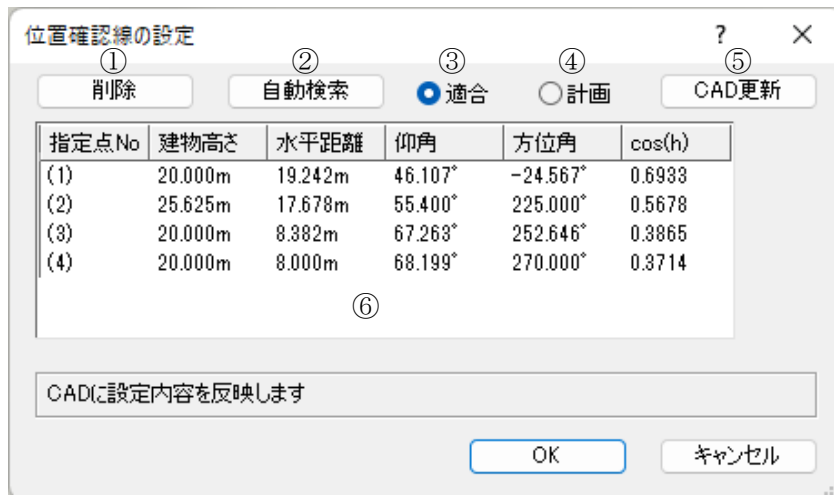 位置確認線の設定 ? ×
① ② ③ ④ ⑤
削除 自動検索 適合 計画 CAD更新
指定点No 建物高さ 水平距離 仰角 方位角 cos(h)
(1) 20.000m 19.242m 46.107° -24.567° 0.6933
(2) 25.625m 17.678m 55.400° 225.000° 0.5678
(3) 20.000m 8.382m 67.263° 252.646° 0.3865
(4) 20.000m 8.000m 68.199° 270.000° 0.3714
⑥
CADに設定内容を反映します
OK キャンセル